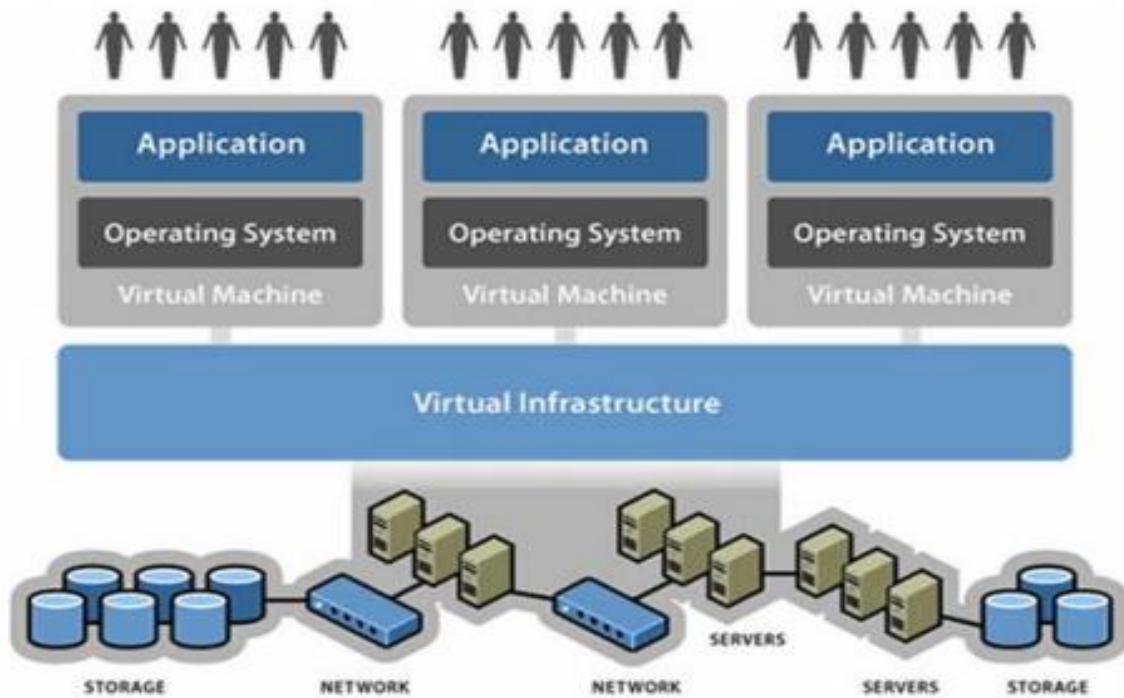 Application
Operating System
Virtual Machine
Application
Operating System
Virtual Machine
Application
Operating System
Virtual Machine
Virtual Infrastructure
SERVERS
STORAGE
NETWORK
NETWORK
SERVERS
STORAGE